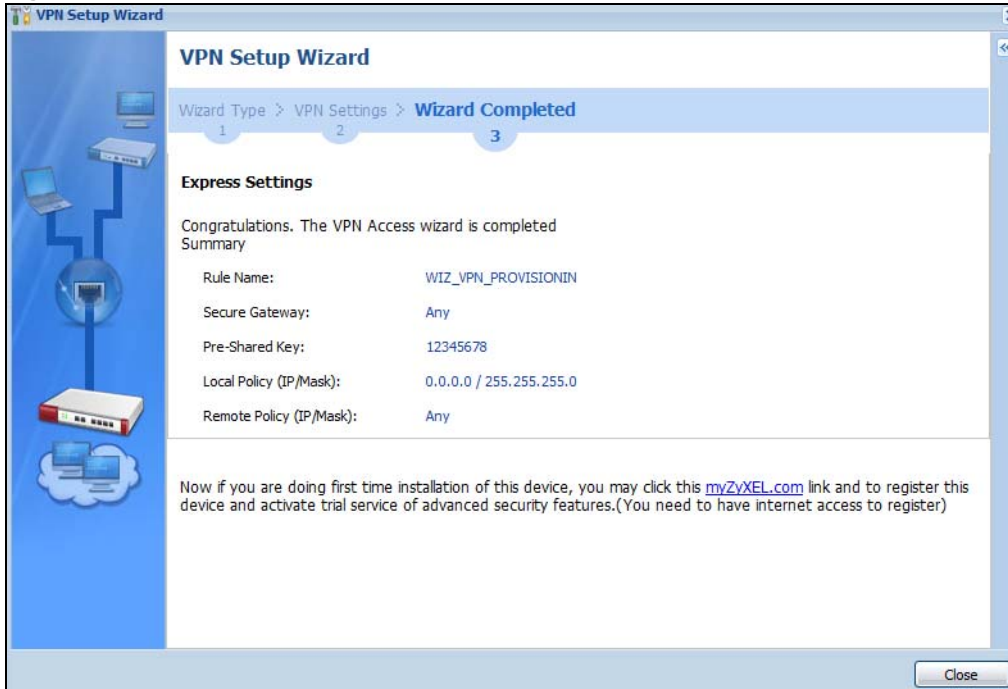 VPN Setup Wizard
VPN Setup Wizard
Wizard Type > VPN Settings > Wizard Completed
1 2 3
Express Settings
Congratulations. The VPN Access wizard is completed
Summary
Rule Name: WIZ_VPN_PROVISIONIN
Secure Gateway: Any
Pre-Shared Key: 12345678
Local Policy (IP/Mask): 0.0.0.0 / 255.255.255.0
Remote Policy (IP/Mask): Any
Now if you are doing first time installation of this device, you may click this myZyXEL.com link and to register this
device and activate trial service of advanced security features.(You need to have internet access to register)
Close